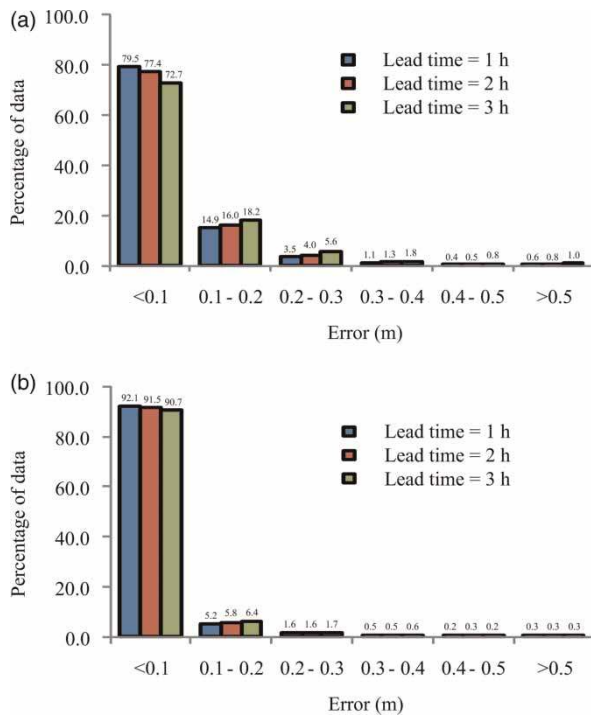 (a)
100.0
80.0
60.0
40.0
20.0
0.0
Percentage of data
79.5 77.4 72.7
14.9 16.0 18.2
3.5 4.0 5.6
1.1 1.3 1.8
0.4 0.5 0.8
0.6 0.8 1.0
Lead time = 1 h
Lead time = 2 h
Lead time = 3 h
<0.1 0.1 - 0.2 0.2 - 0.3 0.3 - 0.4 0.4 - 0.5 >0.5
Error (m)
(b)
100.0
80.0
60.0
40.0
20.0
0.0
Percentage of data
92.1 91.5 90.7
5.2 5.8 6.4
1.6 1.6 1.7
0.5 0.5 0.6
0.2 0.3 0.2
0.3 0.3 0.3
Lead time = 1 h
Lead time = 2 h
Lead time = 3 h
<0.1 0.1 - 0.2 0.2 - 0.3 0.3 - 0.4 0.4 - 0.5 >0.5
Error (m)